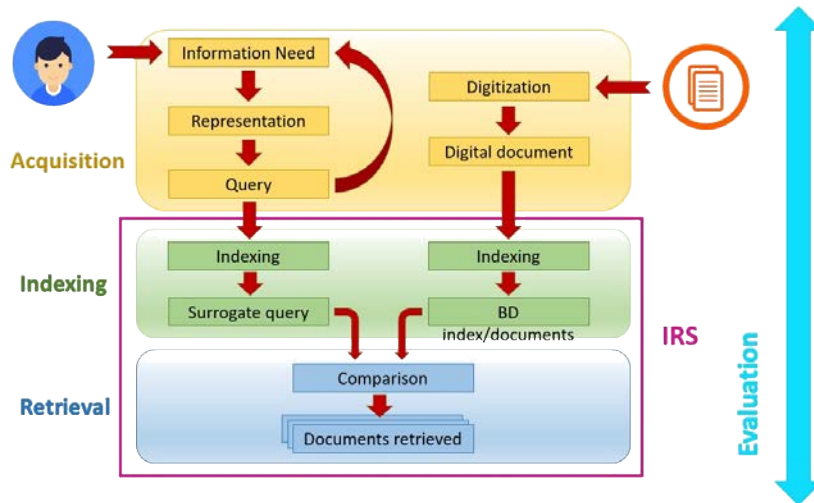 Information Need
Digitization
Representation
Digital document
Acquisition
Query
Indexing
Indexing
Indexing
Surrogate query
BD
index/documents
IRS
Comparison
Retrieval
Documents retrieved
Evaluation